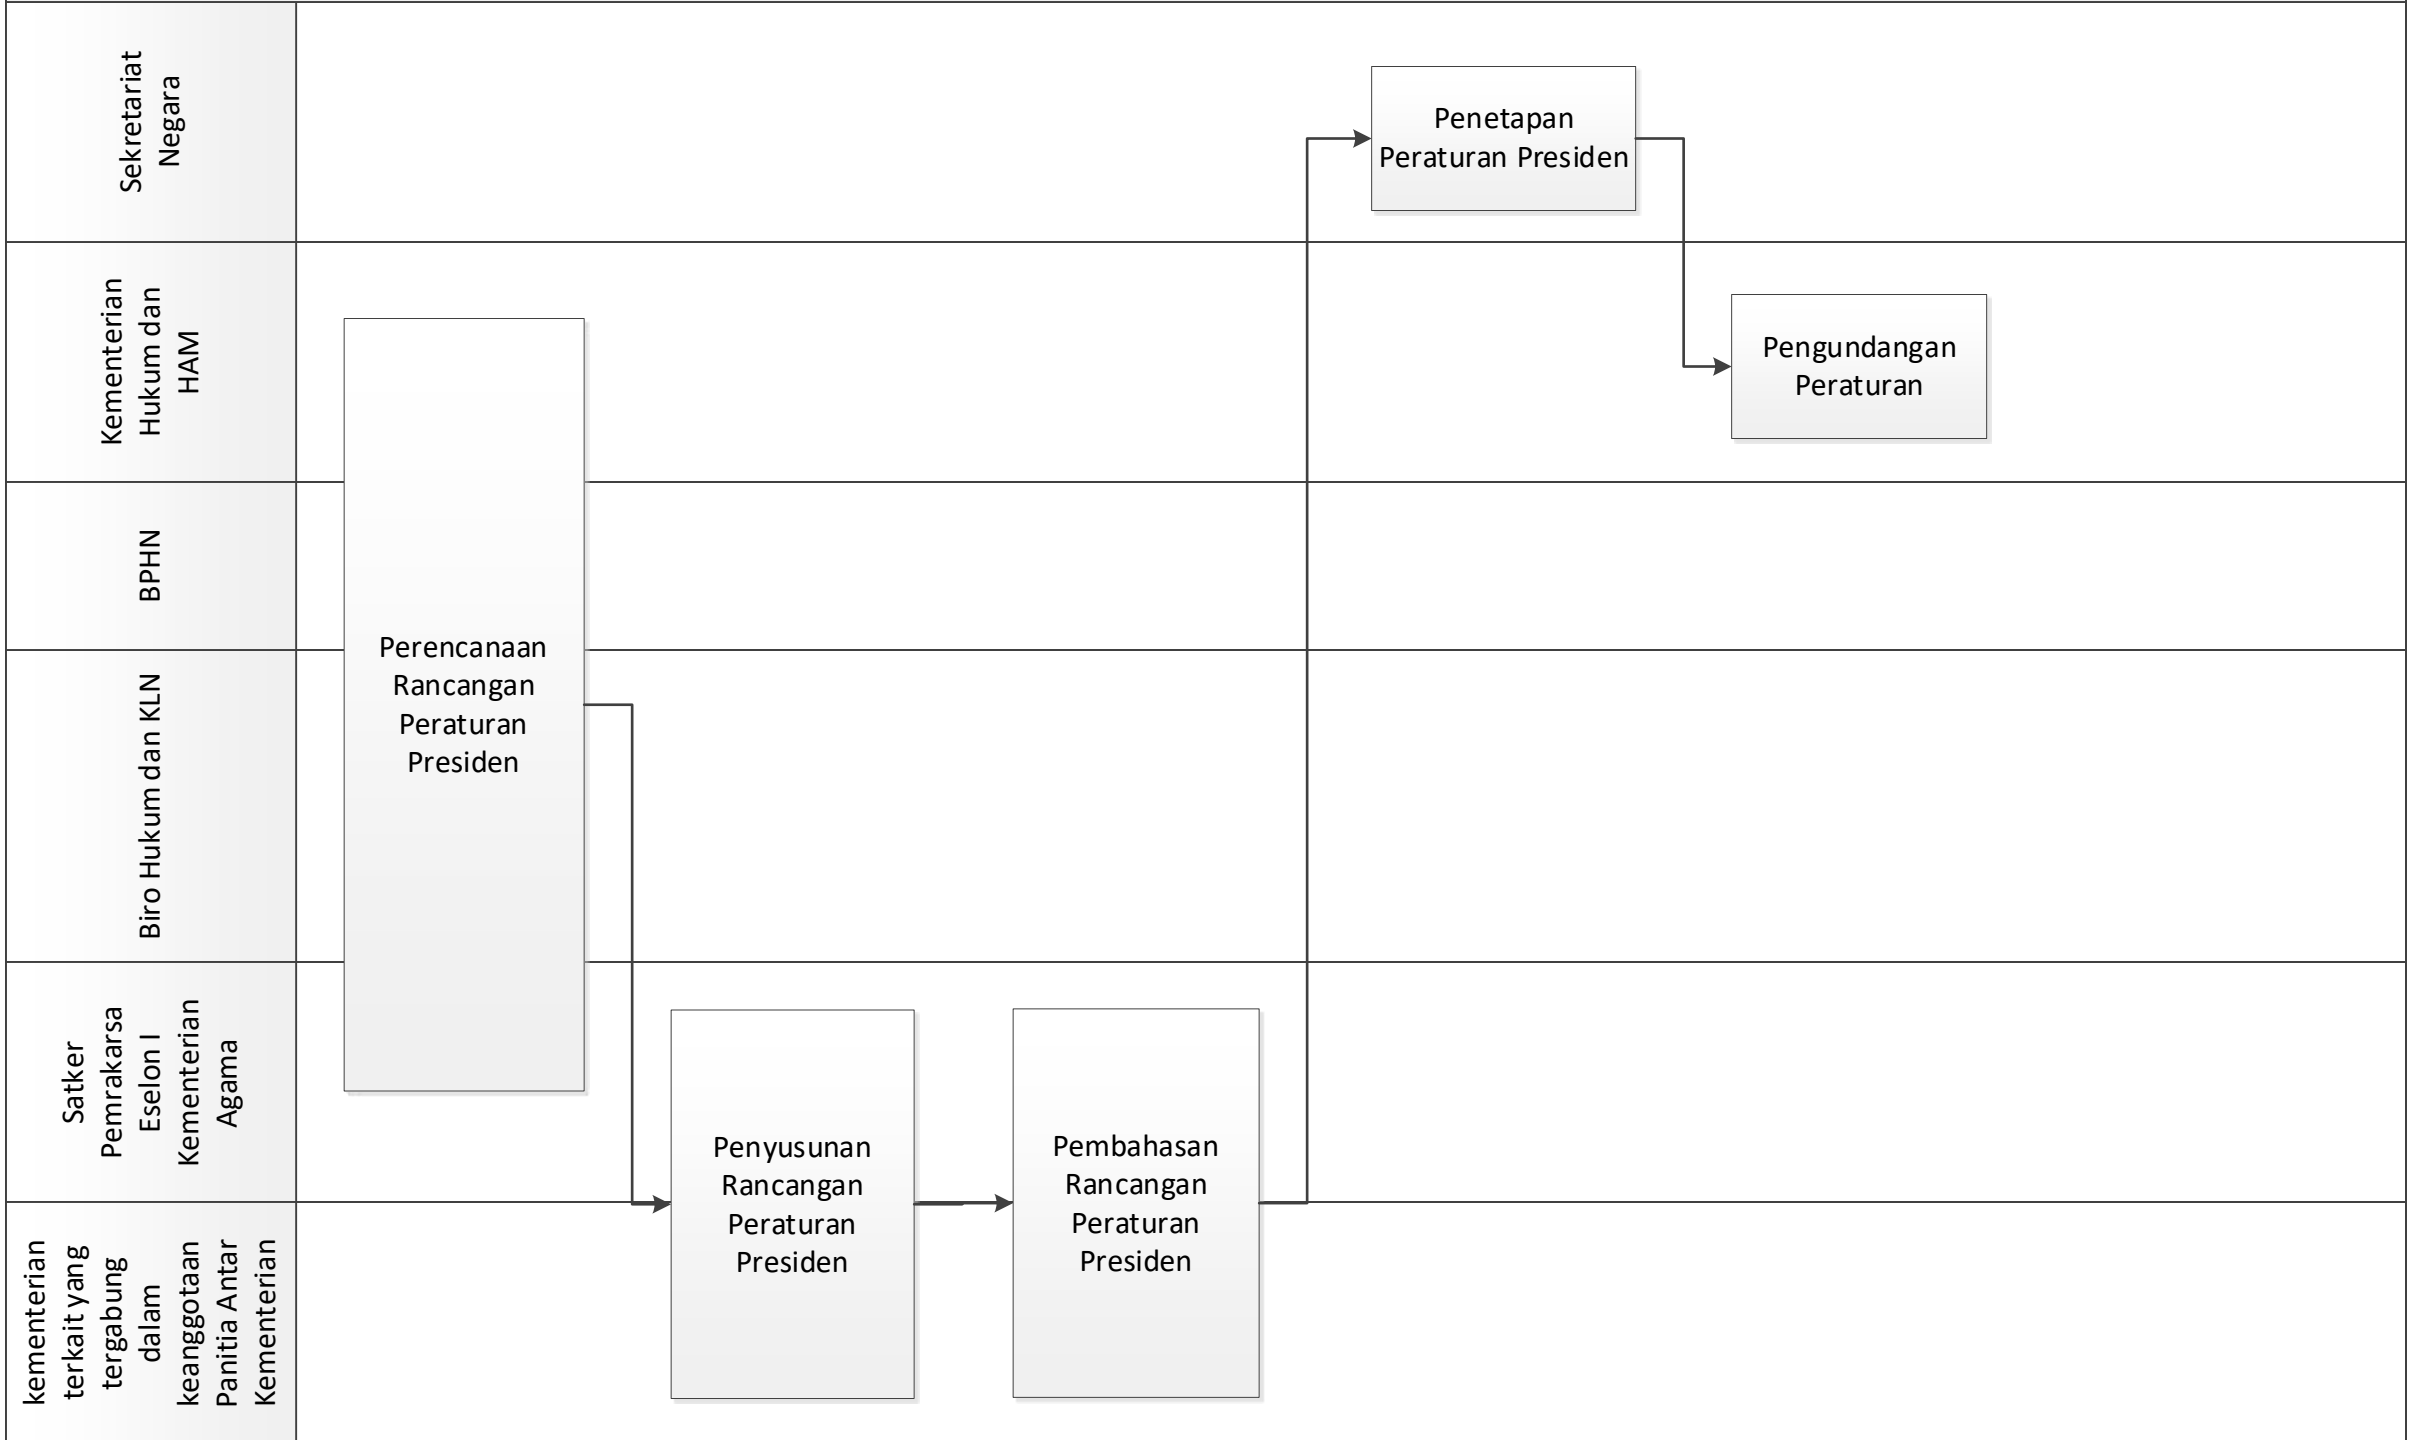 Sekretariat
Negara
Kementerian
Hukum dan
HAM
BPHN
Biro Hukum dan KLN
Satker
Pemrakarsa
Eselon I
Kementerian
Agama
kementerian
terkait yang
tergabung
dalam
keanggotaan
Panitia Antar
Kementerian
Perencanaan
Rancangan
Peraturan
Presiden
Penyusunan
Rancangan
Peraturan
Presiden
Pembahasan
Rancangan
Peraturan
Presiden
Penetapan
Peraturan Presiden
Pengundangan
Peraturan